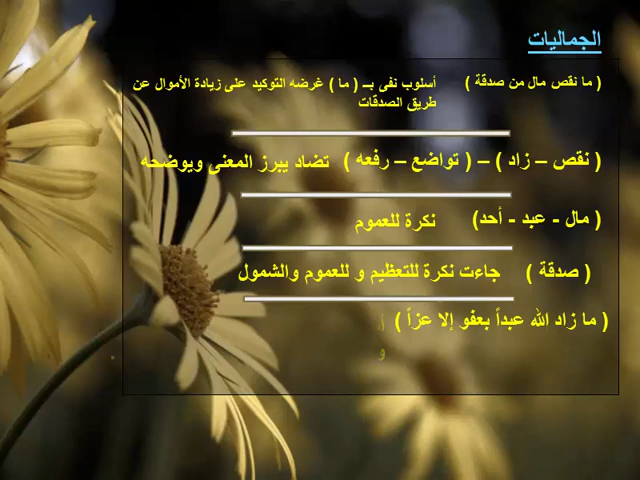 الجماليات
( ما نقص مال من صدقة ) أسلوب نفى بـ ( ما ) غرضه التوكيد على زيادة الأموال عن
طريق الصدقات
( نقص – زاد ) – ( تواضع – رفعه ) تضاد يبرز المعنى ويوضحه
( مال - عبد - أحد) نكرة للعموم
( صدقة ) جاءت نكرة للتعظيم و للعموم والشمول
( ما زاد الله عبداً بعفو إلا عزاً )